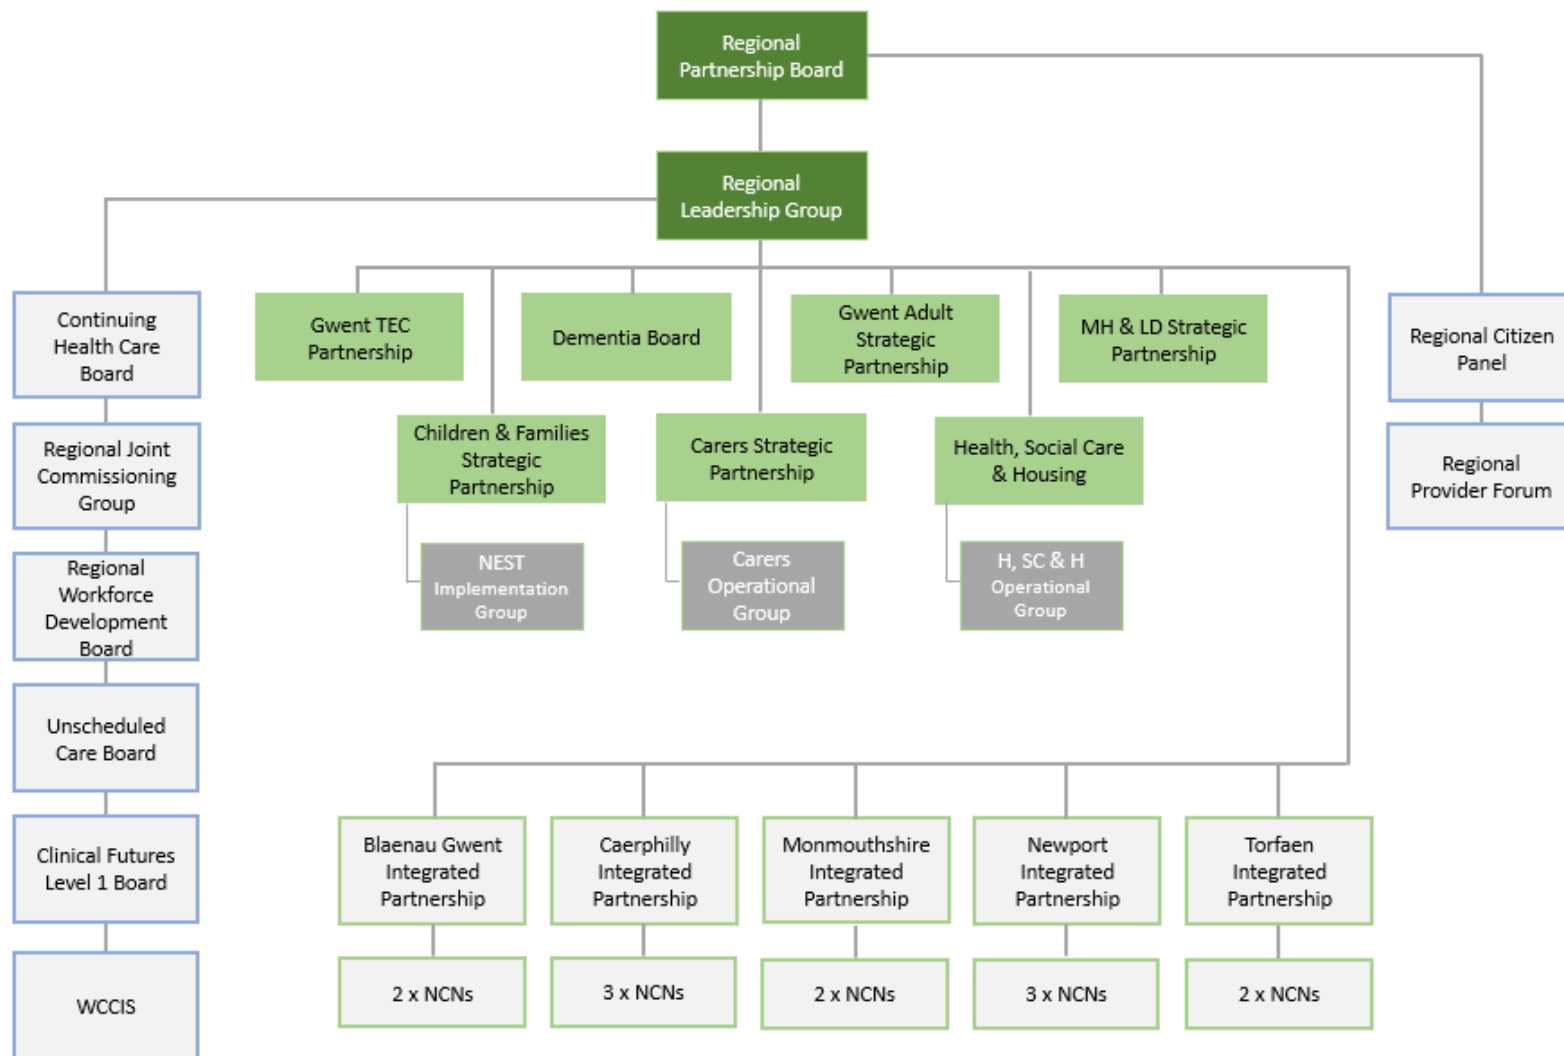 Regional
Partnership Board
Regional
Leadership Group
Continuing
Health Care
Board
Regional Joint
Commissioning
Group
Regional
Workforce
Development
Board
Unscheduled
Care Board
Clinical Futures
Level 1 Board
WCCIS
Gwent TEC
Partnership
Dementia Board
Gwent Adult
Strategic
Partnership
MH & LD Strategic
Partnership
Children & Families
Strategic
Partnership
Carers Strategic
Partnership
Health, Social Care
& Housing
NEST
Implementation
Group
Carers
Operational
Group
H, SC & H
Operational
Group
Regional Citizen
Panel
Regional
Provider Forum
Blaenau Gwent
Integrated
Partnership
Caerphilly
Integrated
Partnership
Monmouthshire
Integrated
Partnership
Newport
Integrated
Partnership
Torfaen
Integrated
Partnership
2 x NCNs
3 x NCNs
2 x NCNs
3 x NCNs
2 x NCNs